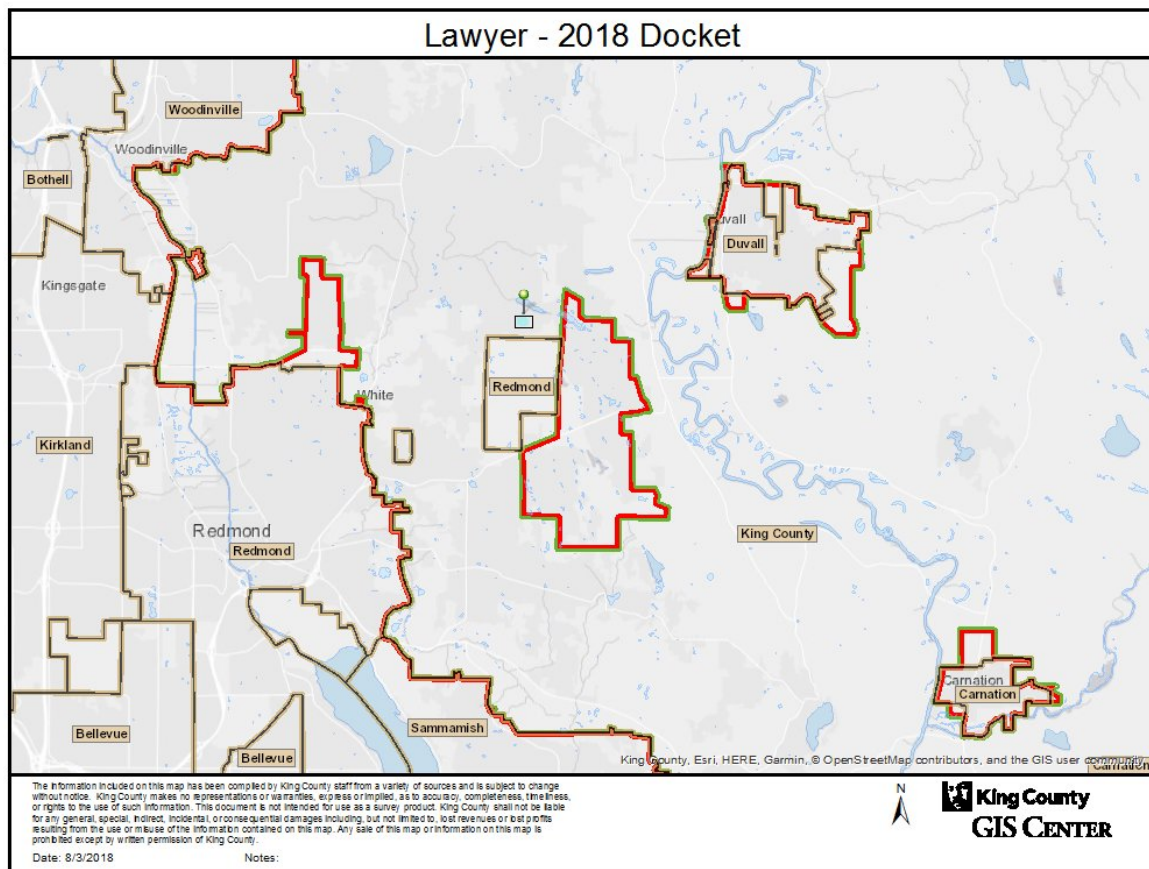 Lawyer - 2018 Docket
Woodinville
Woodinville
Bothell
Duvall
Kingsgate
Redmond
White
Kirkland
Redmond
Redmond
King County
Carnation
Carnation
Sammamish
Bellevue
Bellevue
King County, Esri, HERE, Garmin, © OpenStreetMap contributors, and the GIS user community
Carnation
The information included on this map has been compiled by King County staff from a variety of sources and is subject to change
without notice. King County makes no representations or warranties, express or implied, as to accuracy, completeness, timeliness,
or rights to the use of such information. This document is not intended for use as a survey product. King County shall not be liable
for any general, special, indirect, incidental, or consequential damages including, but not limited to, lost revenues or lost profits
resulting from the use or misuse of the information contained on this map. Any sale of this map or information on this map is
prohibited except by written permission of King County.
Date: 8/3/2018 Notes:
N
King County
GIS CENTER